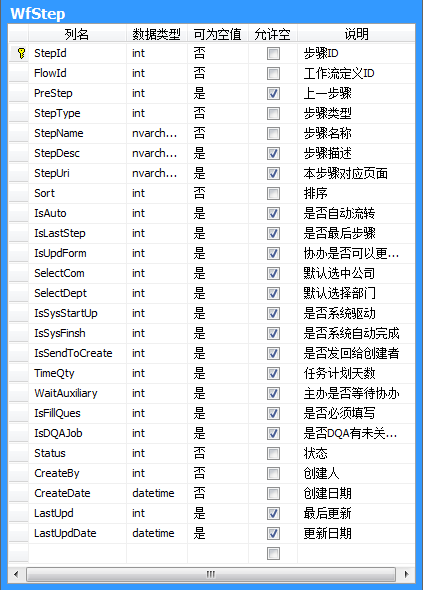 WfStep
列名 数据类型 可为空值 允许空 说明
StepId int 否 步骤ID
FlowId int 否 工作流定义ID
PreStep int 是 上一步骤
StepType int 否 步骤类型
StepName nvarch... 否 步骤名称
StepDesc nvarch... 是 步骤描述
StepUri nvarch... 是 本步骤对应页面
Sort int 否 排序
IsAuto int 是 是否自动流转
IsLastStep int 是 是否最后步骤
IsUpdForm int 是 协办是否可以更...
SelectCom int 是 默认选中公司
SelectDept int 是 默认选择部门
IsSysStartUp int 是 是否系统驱动
IsSysFinsh int 是 是否系统自动完成
IsSendToCreate int 是 是否发回给创建者
TimeQty int 是 任务计划天数
WaitAuxiliary int 是 主办是否等待协办
IsFillQues int 是 是否必须填写
IsDQAJob int 是 是否DQA有未关...
Status int 否 状态
CreateBy int 否 创建人
CreateDate datetime 否 创建日期
LastUpd int 是 最后更新
LastUpdDate datetime 是 更新日期